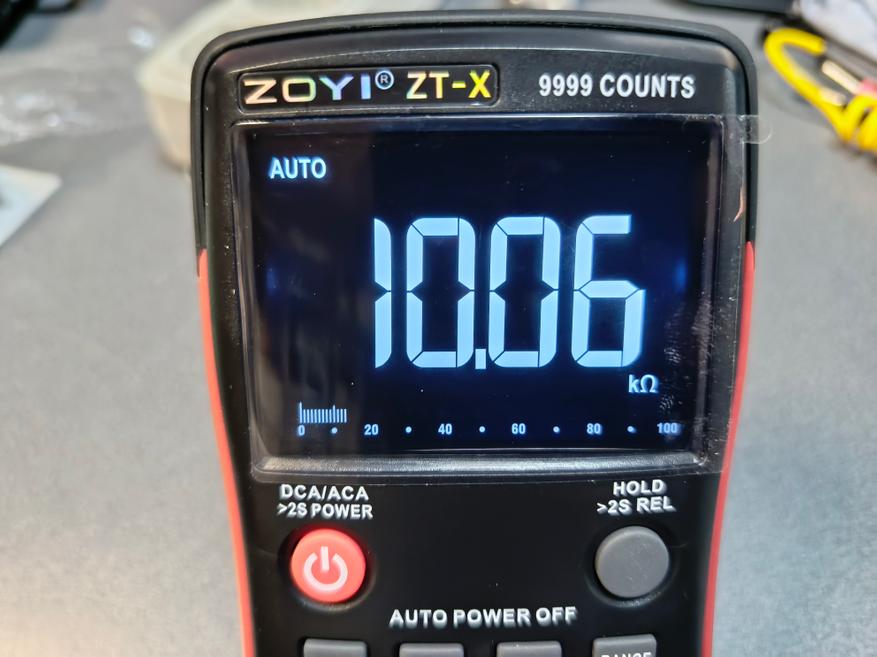 ZOYI® ZT-X 9999 COUNTS
AUTO
10.06
kΩ
0 20 40 60 80 100
DCA/ACA HOLD
>2S POWER >2S REL
AUTO POWER OFF
RANGE